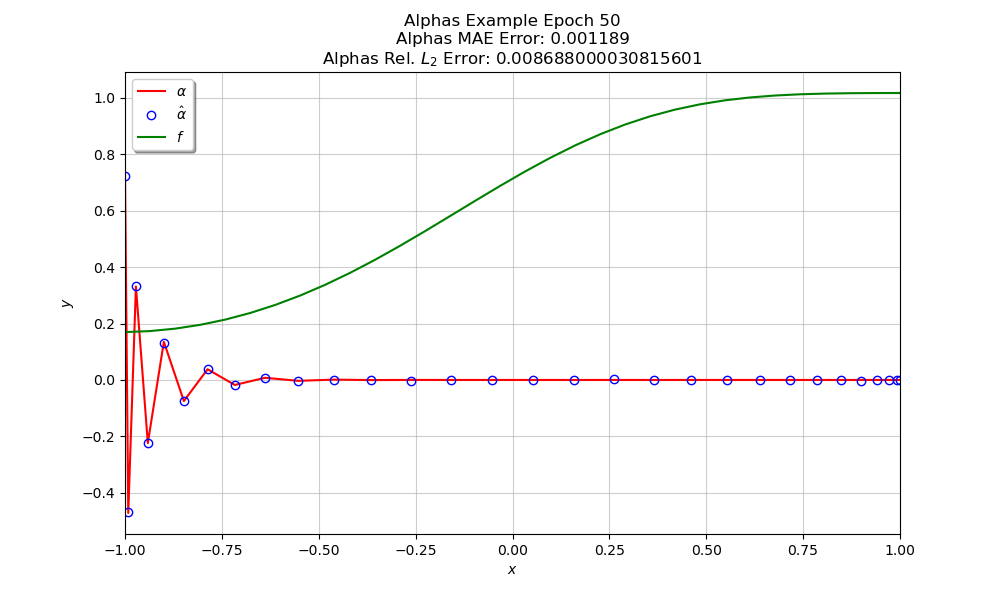 Alphas Example Epoch 50
Alphas MAE Error: 0.001189
Alphas Rel. L₂ Error: 0.008688000030815601
α
α̂
f
1.0
0.8
0.6
0.4
0.2
0.0
−0.2
−0.4
y
−1.00 −0.75 −0.50 −0.25 0.00 0.25 0.50 0.75 1.00
x